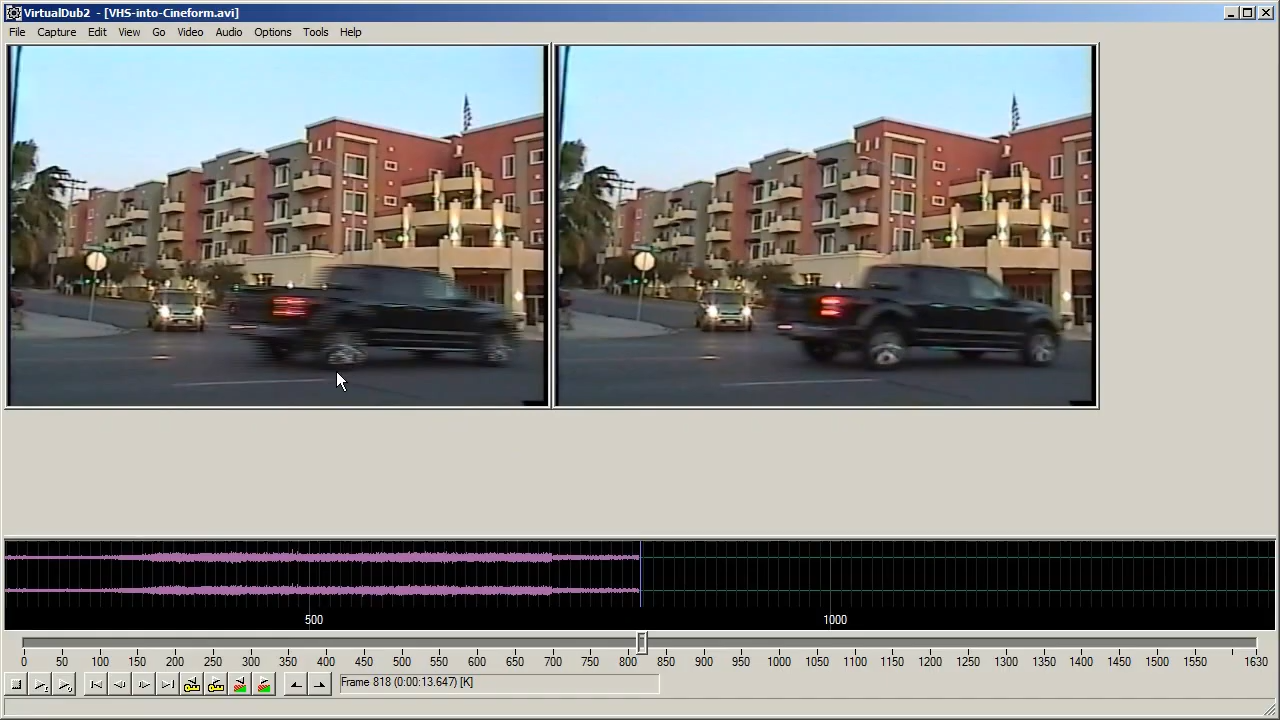 VirtualDub2 - [VHS-into-Cineform.avi]
File Capture Edit View Go Video Audio Options Tools Help
500 1000
0 50 100 150 200 250 300 350 400 450 500 550 600 650 700 750 800 850 900 950 1000 1050 1100 1150 1200 1250 1300 1350 1400 1450 1500 1550 1630
Frame 818 (0:00:13.647) [K]